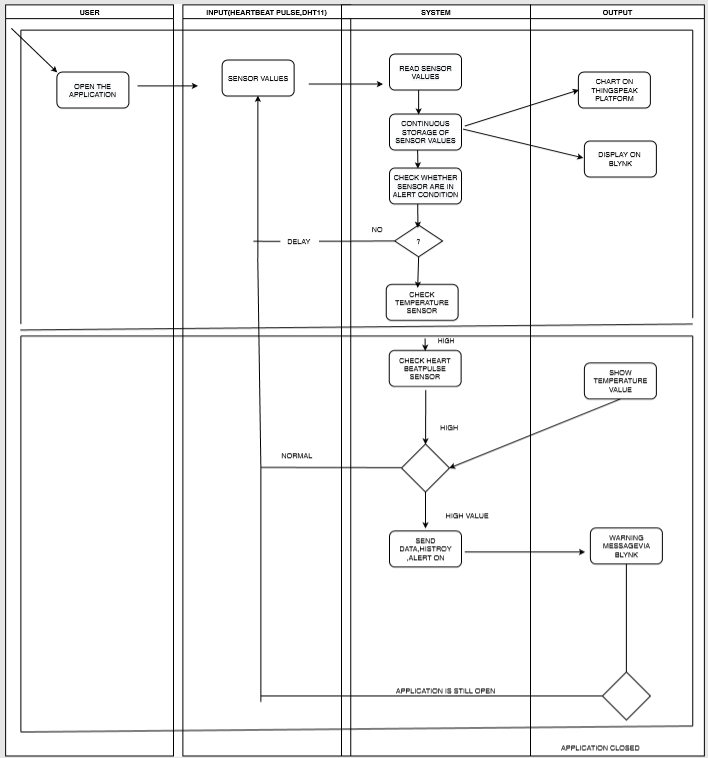 USER
INPUT(HEARTBEAT PULSE,DHT11)
SYSTEM
OUTPUT
OPEN THE
APPLICATION
SENSOR VALUES
READ SENSOR
VALUES
CHART ON
THINGSPEAK
PLATFORM
CONTINUOUS
STORAGE OF
SENSOR VALUES
DISPLAY ON
BLYNK
CHECK WHETHER
SENSOR ARE IN
ALERT CONDITION
NO
DELAY
?
CHECK
TEMPERATURE
SENSOR
HIGH
CHECK HEART
BEATPULSE
SENSOR
SHOW
TEMPERATURE
VALUE
HIGH
NORMAL
HIGH VALUE
SEND
DATA,HISTROY
,ALERT ON
WARNING
MESSAGEVIA
BLYNK
APPLICATION IS STILL OPEN
APPLICATION CLOSED